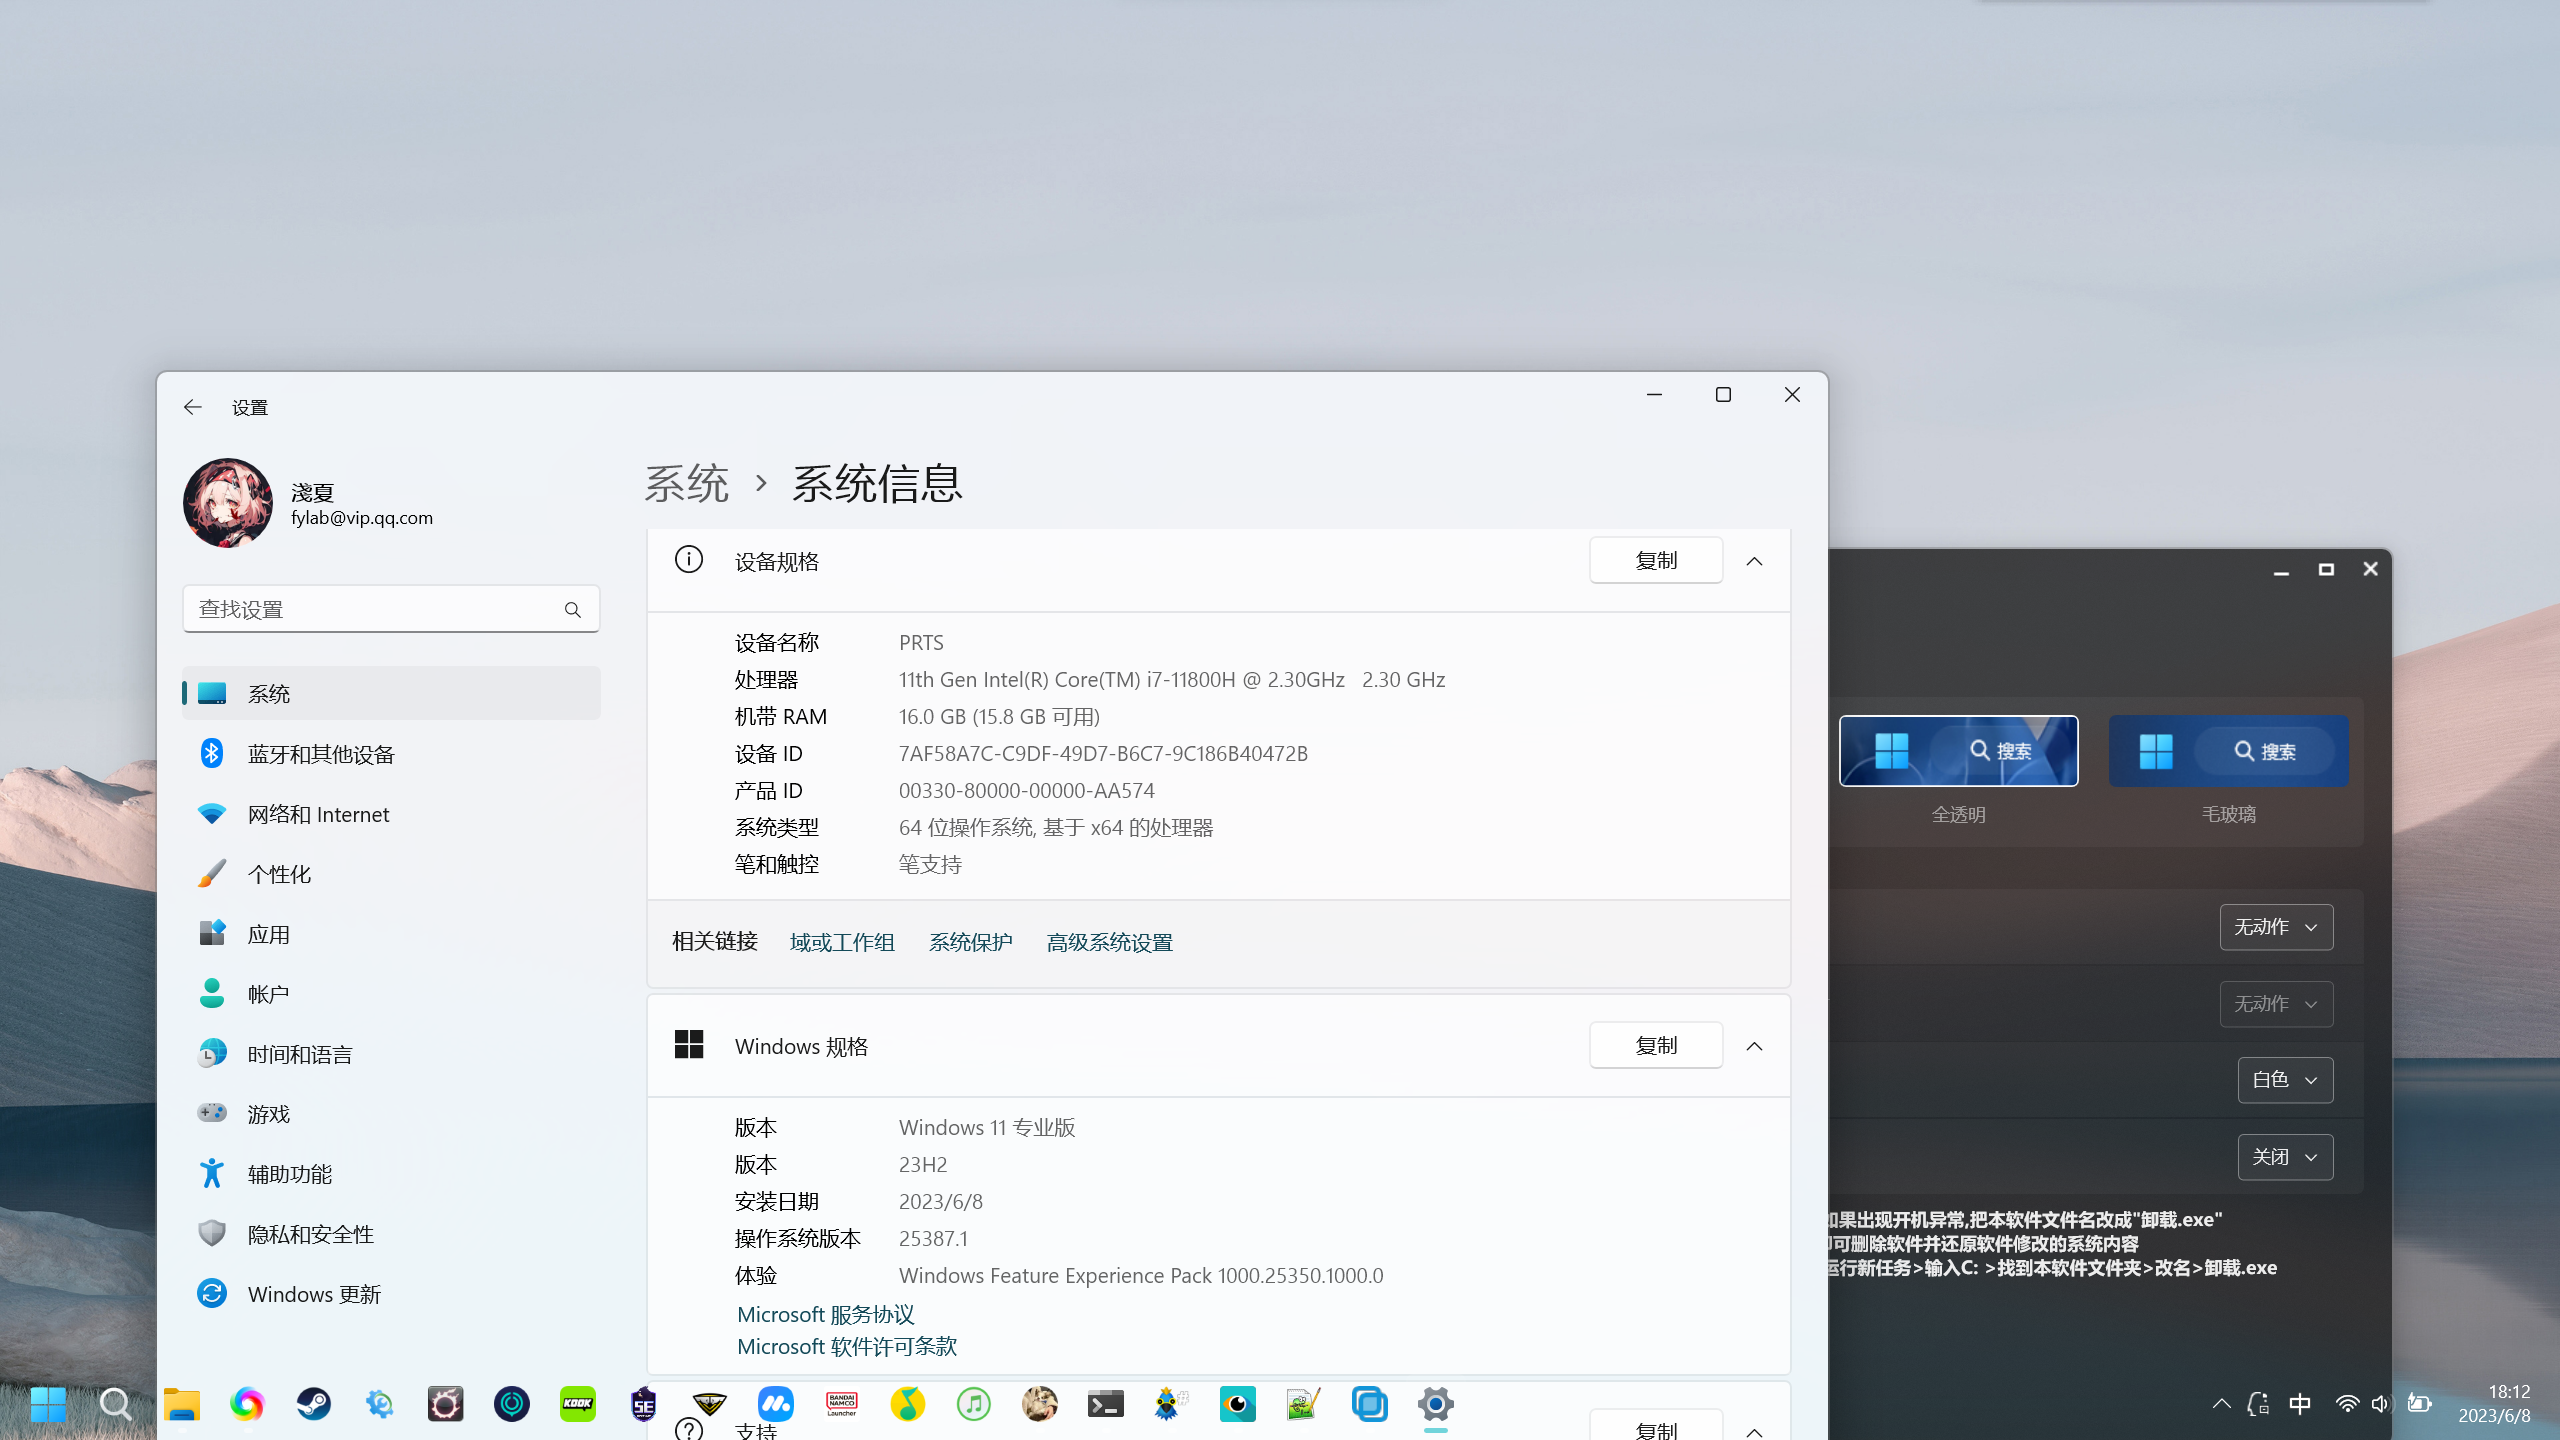 设置
淺夏
fylab@vip.qq.com
查找设置
系统
蓝牙和其他设备
网络和 Internet
个性化
应用
帐户
时间和语言
游戏
辅助功能
隐私和安全性
Windows 更新
系统 › 系统信息
设备规格
复制
设备名称 PRTS
处理器 11th Gen Intel(R) Core(TM) i7-11800H @ 2.30GHz 2.30 GHz
机带 RAM 16.0 GB (15.8 GB 可用)
设备 ID 7AF58A7C-C9DF-49D7-B6C7-9C186B40472B
产品 ID 00330-80000-00000-AA574
系统类型 64 位操作系统, 基于 x64 的处理器
笔和触控 笔支持
相关链接 域或工作组 系统保护 高级系统设置
Windows 规格
复制
版本 Windows 11 专业版
版本 23H2
安装日期 2023/6/8
操作系统版本 25387.1
体验 Windows Feature Experience Pack 1000.25350.1000.0
Microsoft 服务协议
Microsoft 软件许可条款
支持
复制
搜索 搜索
全透明 毛玻璃
无动作
无动作
白色
关闭
如果出现开机异常,把本软件文件名改成"卸载.exe"
即可删除软件并还原软件修改的系统内容
运行新任务>输入C: >找到本软件文件夹>改名>卸载.exe
KOOK
SE
BANDAI
NAMCO
Launcher
中
18:12
2023/6/8